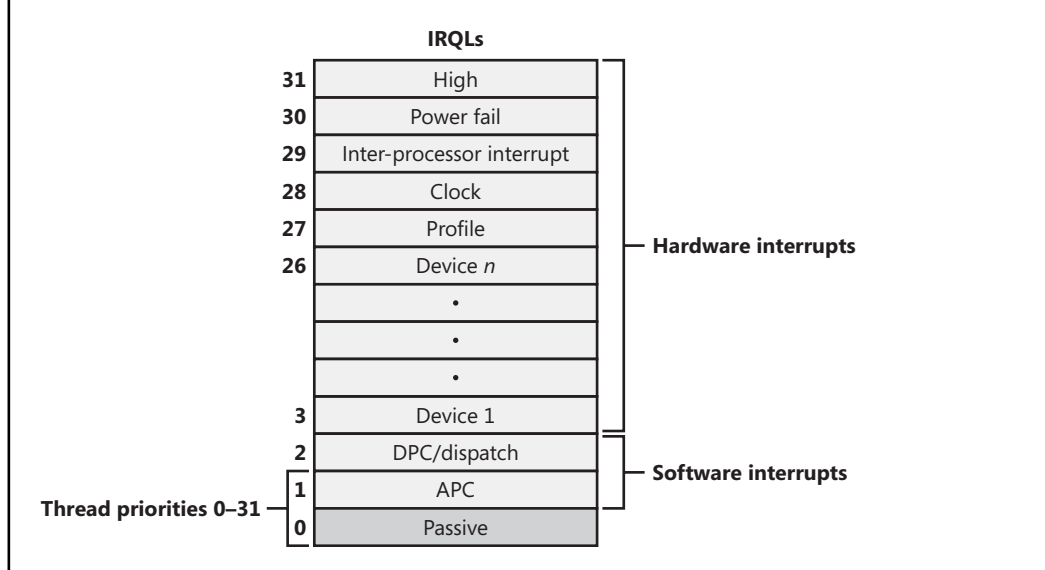 IRQLs
31 High
30 Power fail
29 Inter-processor interrupt
28 Clock
27 Profile
Hardware interrupts
26 Device n
•
•
•
3 Device 1
2 DPC/dispatch
Software interrupts
1 APC
Thread priorities 0–31
0 Passive